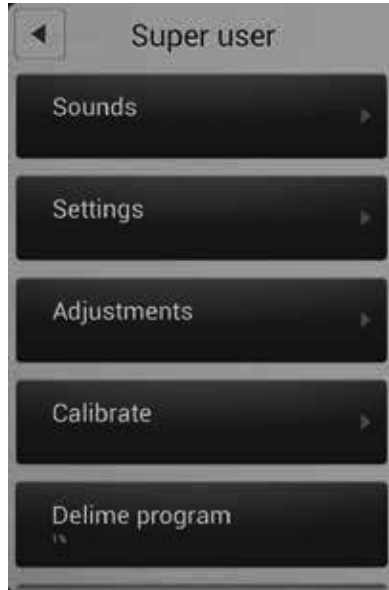 Super user
Sounds
Settings
Adjustments
Calibrate
Delime program